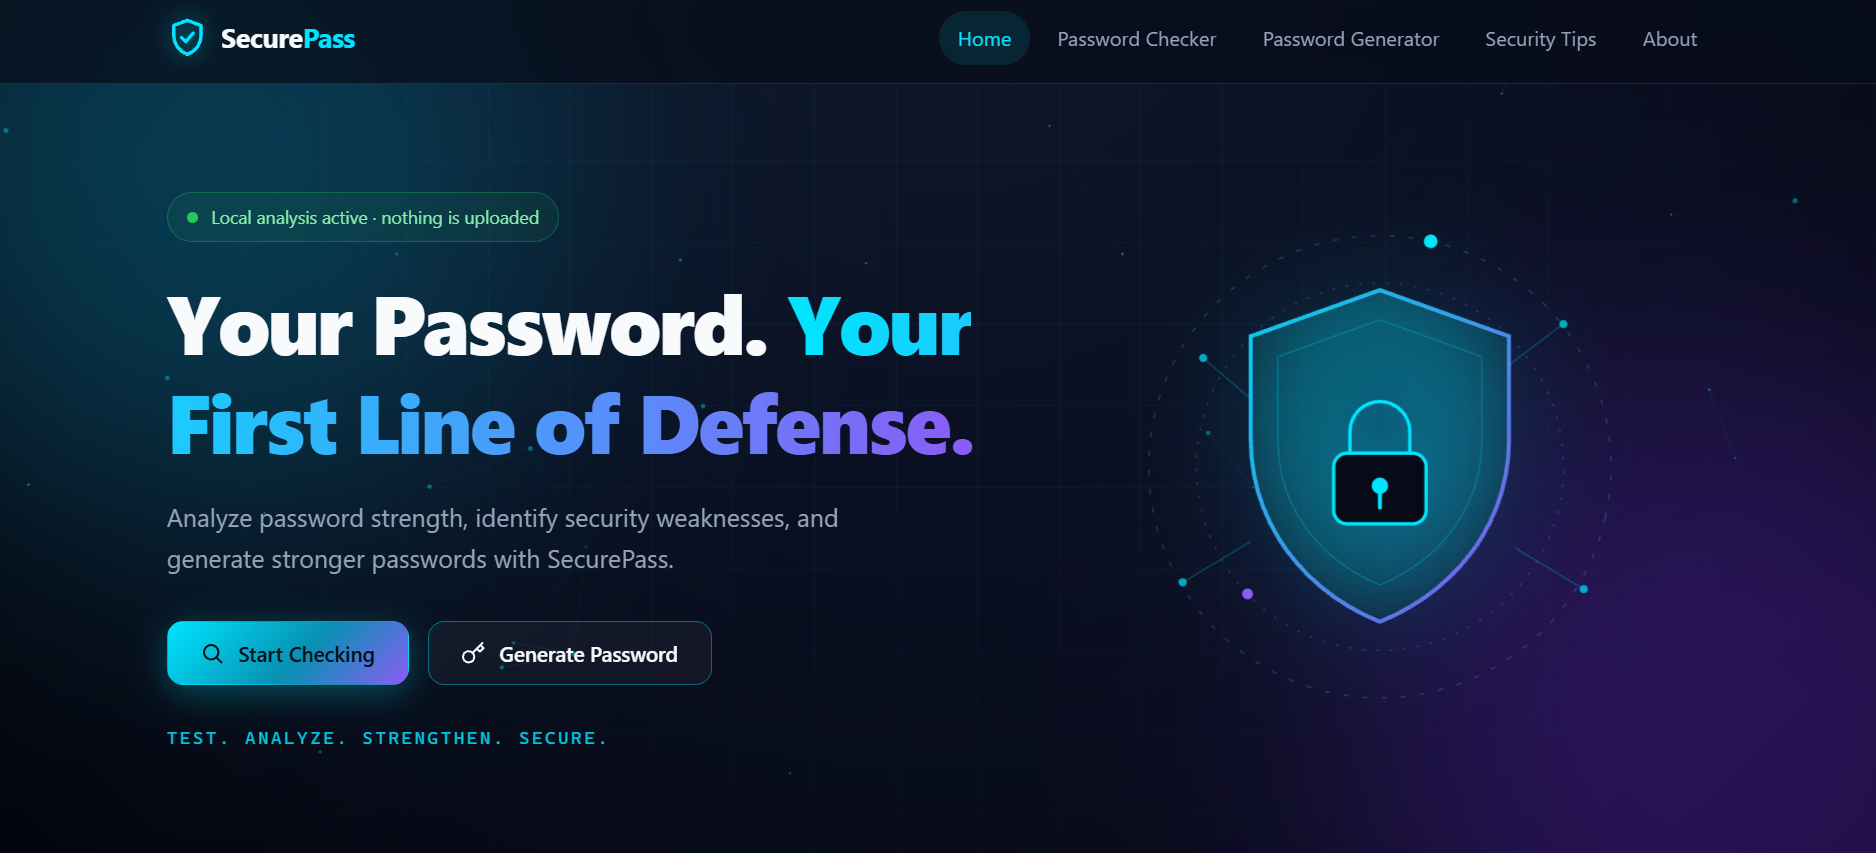 SecurePass
Home
Password Checker
Password Generator
Security Tips
About
Local analysis active · nothing is uploaded
Your Password. Your
First Line of Defense.
Analyze password strength, identify security weaknesses, and
generate stronger passwords with SecurePass.
Start Checking
Generate Password
TEST. ANALYZE. STRENGTHEN. SECURE.